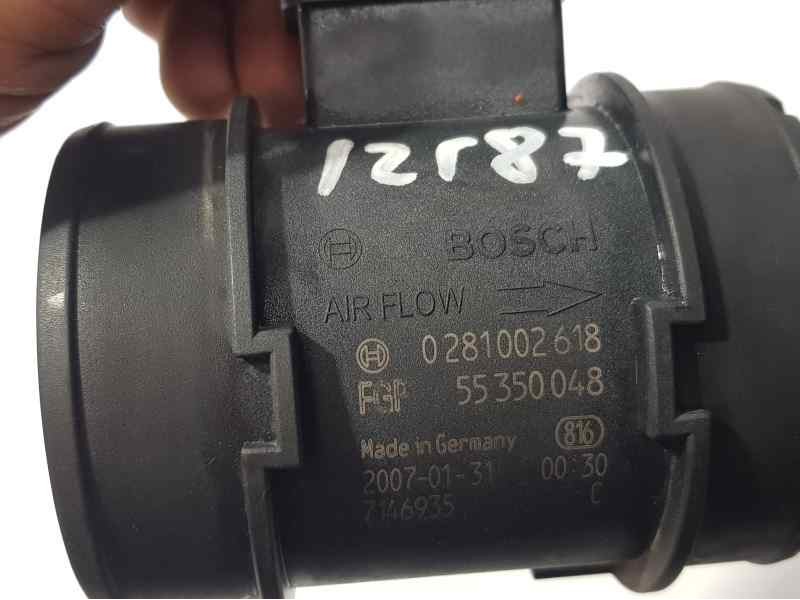 12r87
BOSCH
AIR FLOW
0 281 002 618
FGP 55 350 048
Made in Germany 816
2007-01-31 00:30
7146935 C